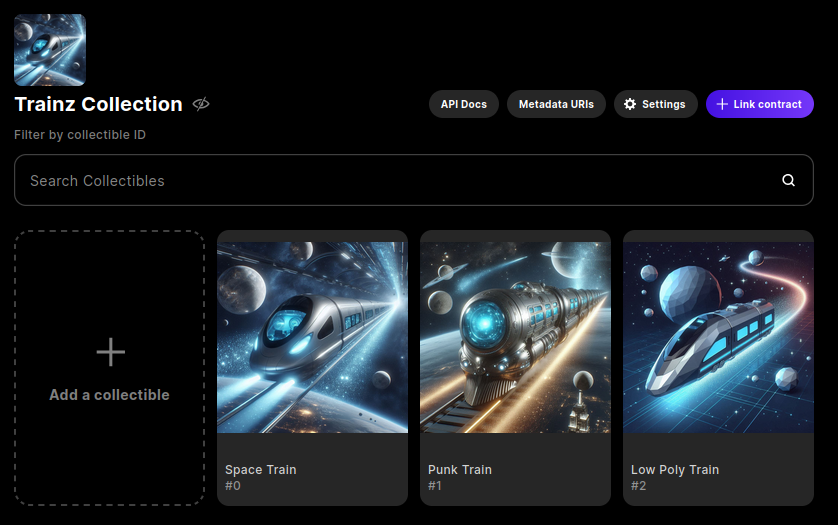 Trainz Collection
API Docs
Metadata URIs
Settings
Link contract
Filter by collectible ID
Search Collectibles
Add a collectible
Space Train
#0
Punk Train
#1
Low Poly Train
#2